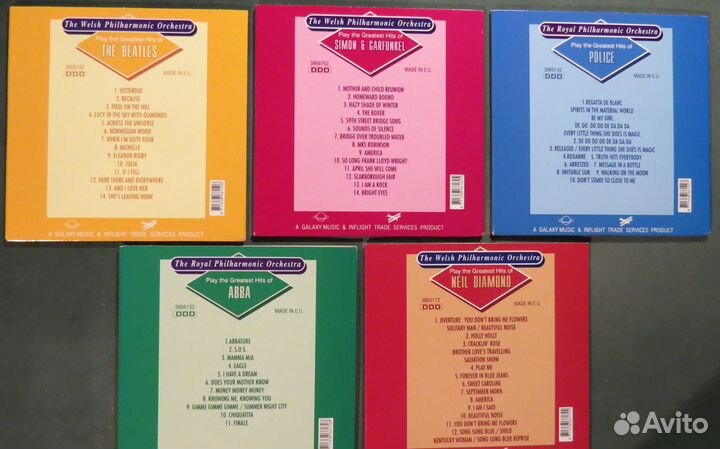 The Welsh Philharmonic Orchestra
Play the Greatest Hits of
THE BEATLES
3866152
DDD
MADE IN E.U.
1. YESTERDAY
2. BECAUSE
3. FOOL ON THE HILL
4. LUCY IN THE SKY WITH DIAMONDS
5. ACROSS THE UNIVERSE
6. NORWEGIAN WOOD
7. WHEN I'M SIXTY FOUR
8. MICHELLE
9. ELEANOR RIGBY
10. JULIA
11. IF I FELL
12. HERE THERE AND EVERYWHERE
13. AND I LOVE HER
14. SHE'S LEAVING HOME
A GALAXY MUSIC & INFLIGHT TRADE SERVICES PRODUCT
The Welsh Philharmonic Orchestra
Play the Greatest Hits of
SIMON & GARFUNKEL
3866162
DDD
MADE IN E.U.
1. MOTHER AND CHILD REUNION
2. HOMEWARD BOUND
3. HAZY SHADE OF WINTER
4. THE BOXER
5. 59TH STREET BRIDGE SONG
6. SOUNDS OF SILENCE
7. BRIDGE OVER TROUBLED WATER
8. MRS ROBINSON
9. AMERICA
10. SO LONG FRANK LLOYD WRIGHT
11. APRIL SHE WILL COME
12. SCARBOROUGH FAIR
13. I AM A ROCK
14. BRIGHT EYES
A GALAXY MUSIC & INFLIGHT TRADE SERVICES PRODUCT
The Royal Philharmonic Orchestra
Play the Greatest Hits of
POLICE
3866142
DDD
MADE IN E.U.
1.REGATTA DE BLANC
SPIRITS IN THE MATERIAL WORLD
BE MY GIRL
DE DO DO DO DE DA DA DA
EVERY LITTLE THING SHE DOES IS MAGIC
2. DE DO DO DO DE DA DA DA
3. RELEASED / EVERY LITTLE THING SHE DOES IS MAGIC
4.ROXANNE 5. TRUTH HITS EVERYBODY
6. ARRESTED 7. MESSAGE IN A BOTTLE
8. INVISIBLE SUN 9. WALKING ON THE MOON
10. DON'T STAND SO CLOSE TO ME
A GALAXY MUSIC & INFLIGHT TRADE SERVICES PRODUCT
The Royal Philharmonic Orchestra
Play the Greatest Hits of
ABBA
3866132
DDD
MADE IN E.U.
1.ABBATURE
2. S.O.S.
3. MAMMA MIA
4. EAGLE
5. I HAVE A DREAM
6. DOES YOUR MOTHER KNOW
7. MONEY MONEY MONEY
8. KNOWING ME, KNOWING YOU
9. GIMME GIMME GIMME / SUMMER NIGHT CITY
10. CHIQUATITA
11. FINALE
The Welsh Philharmonic Orchestra
Play the Greatest Hits of
NEIL DIAMOND
3866172
DDD
MADE IN E.U.
1. OVERTURE: YOU DON'T BRING ME FLOWERS
SOLITARY MAN / BEAUTIFUL NOISE
2. HOLLY HOLLY
3. CRACKLIN' ROSE
BROTHER LOVE'S TRAVELLING
SALVATION SHOW
4. PLAY ME
5. FOREVER IN BLUE JEANS
6. SWEET CAROLINE
7. SEPTEMBER MORN
8. AMERICA
9. I AM I SAID
10. BEAUTIFUL NOISE
11. YOU DON'T BRING ME FLOWERS
12. SONG SUNG BLUE / SHILO
KENTUCKY WOMAN / SONG SUNG BLUE REPRISE
Avito